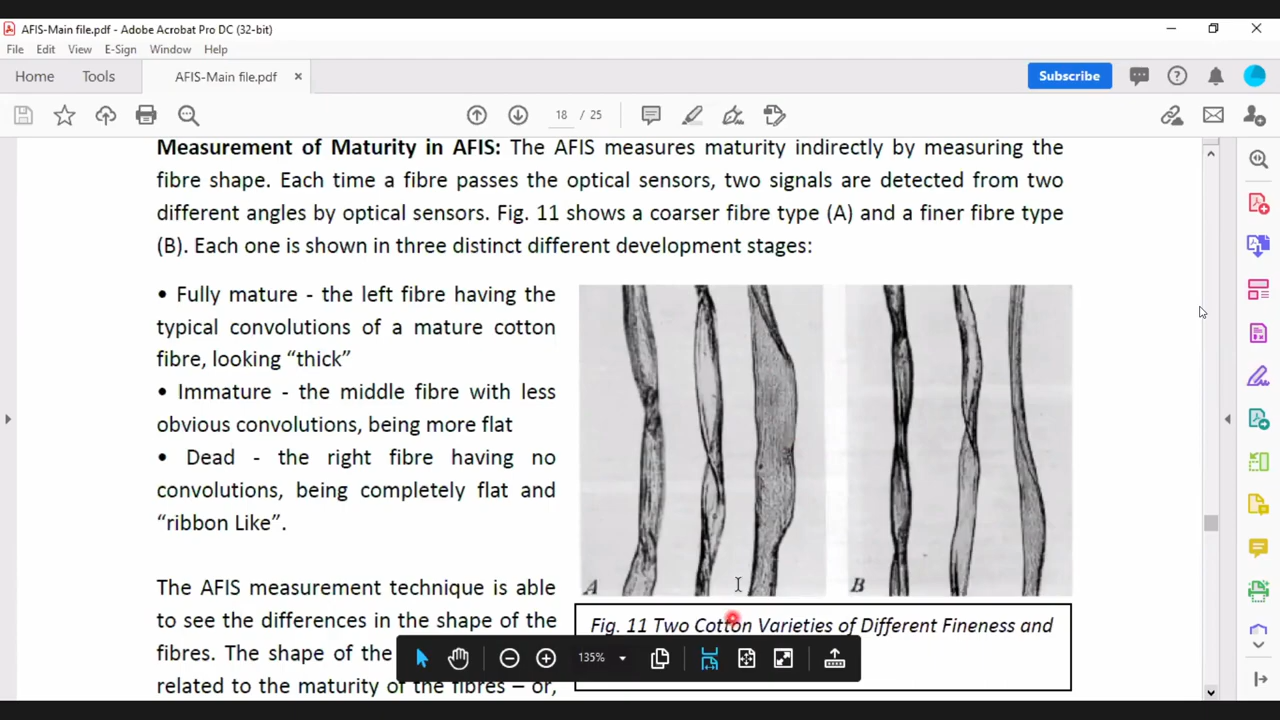 AFIS-Main file.pdf - Adobe Acrobat Pro DC (32-bit)
File Edit View E-Sign Window Help
Home Tools AFIS-Main file.pdf × Subscribe
18 / 25
Measurement of Maturity in AFIS: The AFIS measures maturity indirectly by measuring the
fibre shape. Each time a fibre passes the optical sensors, two signals are detected from two
different angles by optical sensors. Fig. 11 shows a coarser fibre type (A) and a finer fibre type
(B). Each one is shown in three distinct different development stages:
• Fully mature - the left fibre having the
typical convolutions of a mature cotton
fibre, looking “thick”
• Immature - the middle fibre with less
obvious convolutions, being more flat
• Dead - the right fibre having no
convolutions, being completely flat and
“ribbon Like”.
The AFIS measurement technique is able
to see the differences in the shape of the
fibres. The shape of the
related to the maturity of the fibres – or,
A
B
Fig. 11 Two Cotton Varieties of Different Fineness and
135%